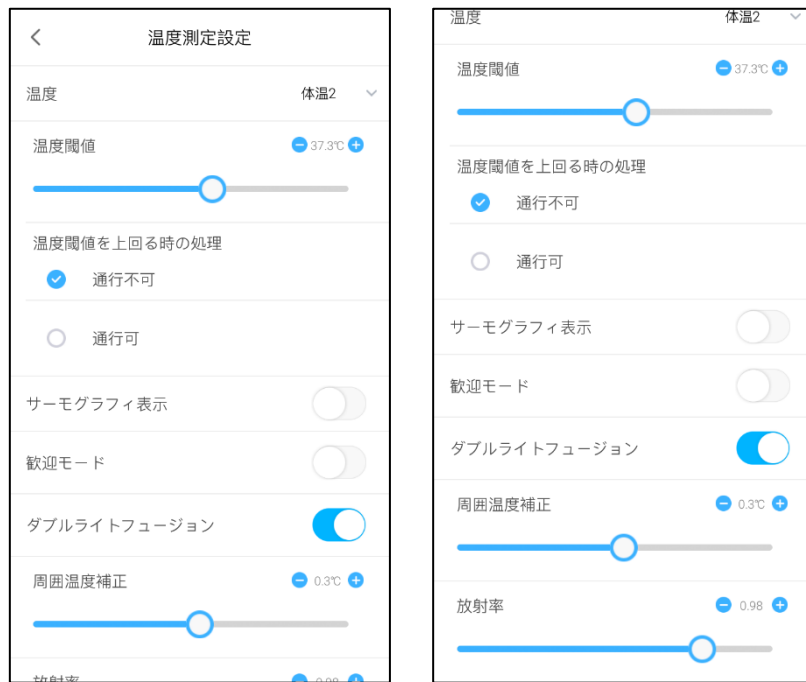 温度測定設定
温度 体温2
温度閾値 37.3℃
温度閾値を上回る時の処理
通行不可
通行可
サーモグラフィ表示
歓迎モード
ダブルライトフュージョン
周囲温度補正 0.3℃
放射率 0.98
温度 体温2
温度閾値 37.3℃
温度閾値を上回る時の処理
通行不可
通行可
サーモグラフィ表示
歓迎モード
ダブルライトフュージョン
周囲温度補正 0.3℃
放射率 0.98